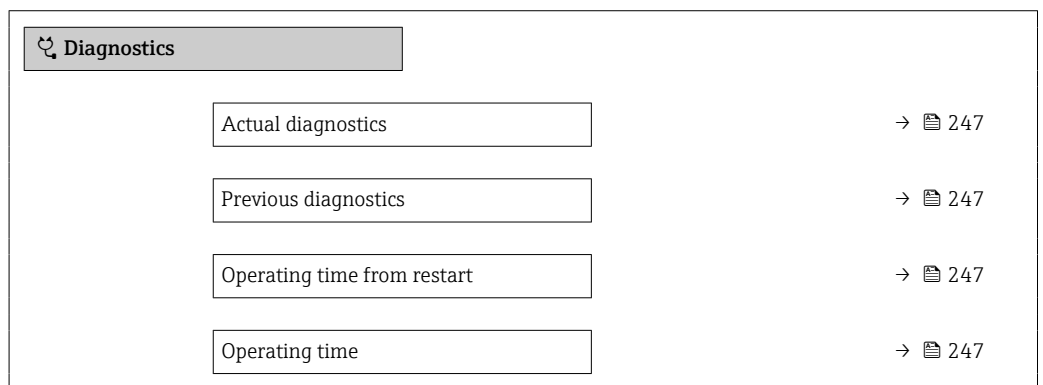 Diagnostics
Actual diagnostics → 247
Previous diagnostics → 247
Operating time from restart → 247
Operating time → 247